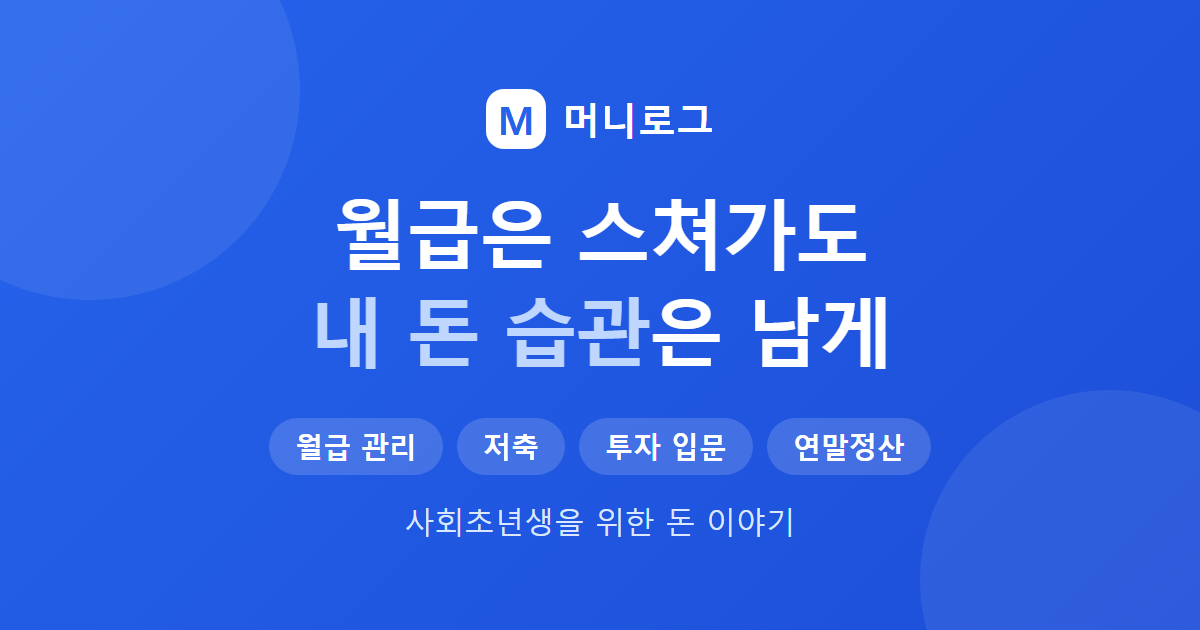 M 머니로그
월급은 스쳐가도
내 돈 습관은 남게
월급 관리 저축 투자 입문 연말정산
사회초년생을 위한 돈 이야기